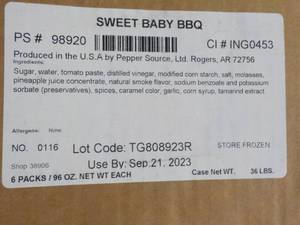 SWEET BABY BBQ
PS # 98920 CI # ING0453
Produced in the U.S.A by Pepper Source, Ltd. Rogers, AR 72756
Ingredients:
Sugar, water, tomato paste, distilled vinegar, modified corn starch, salt, molasses,
pineapple juice concentrate, natural smoke flavor, sodium benzoate and potassium
sorbate (preservatives), spices, caramel color, garlic, corn syrup, tamarind extract
Allergens: None
NO. 0116 Lot Code: TG808923R STORE FROZEN
Shop 38906 Use By: Sep.21, 2023
6 PACKS / 96 OZ. NET WT EACH Case Net WT. 36 LBS.